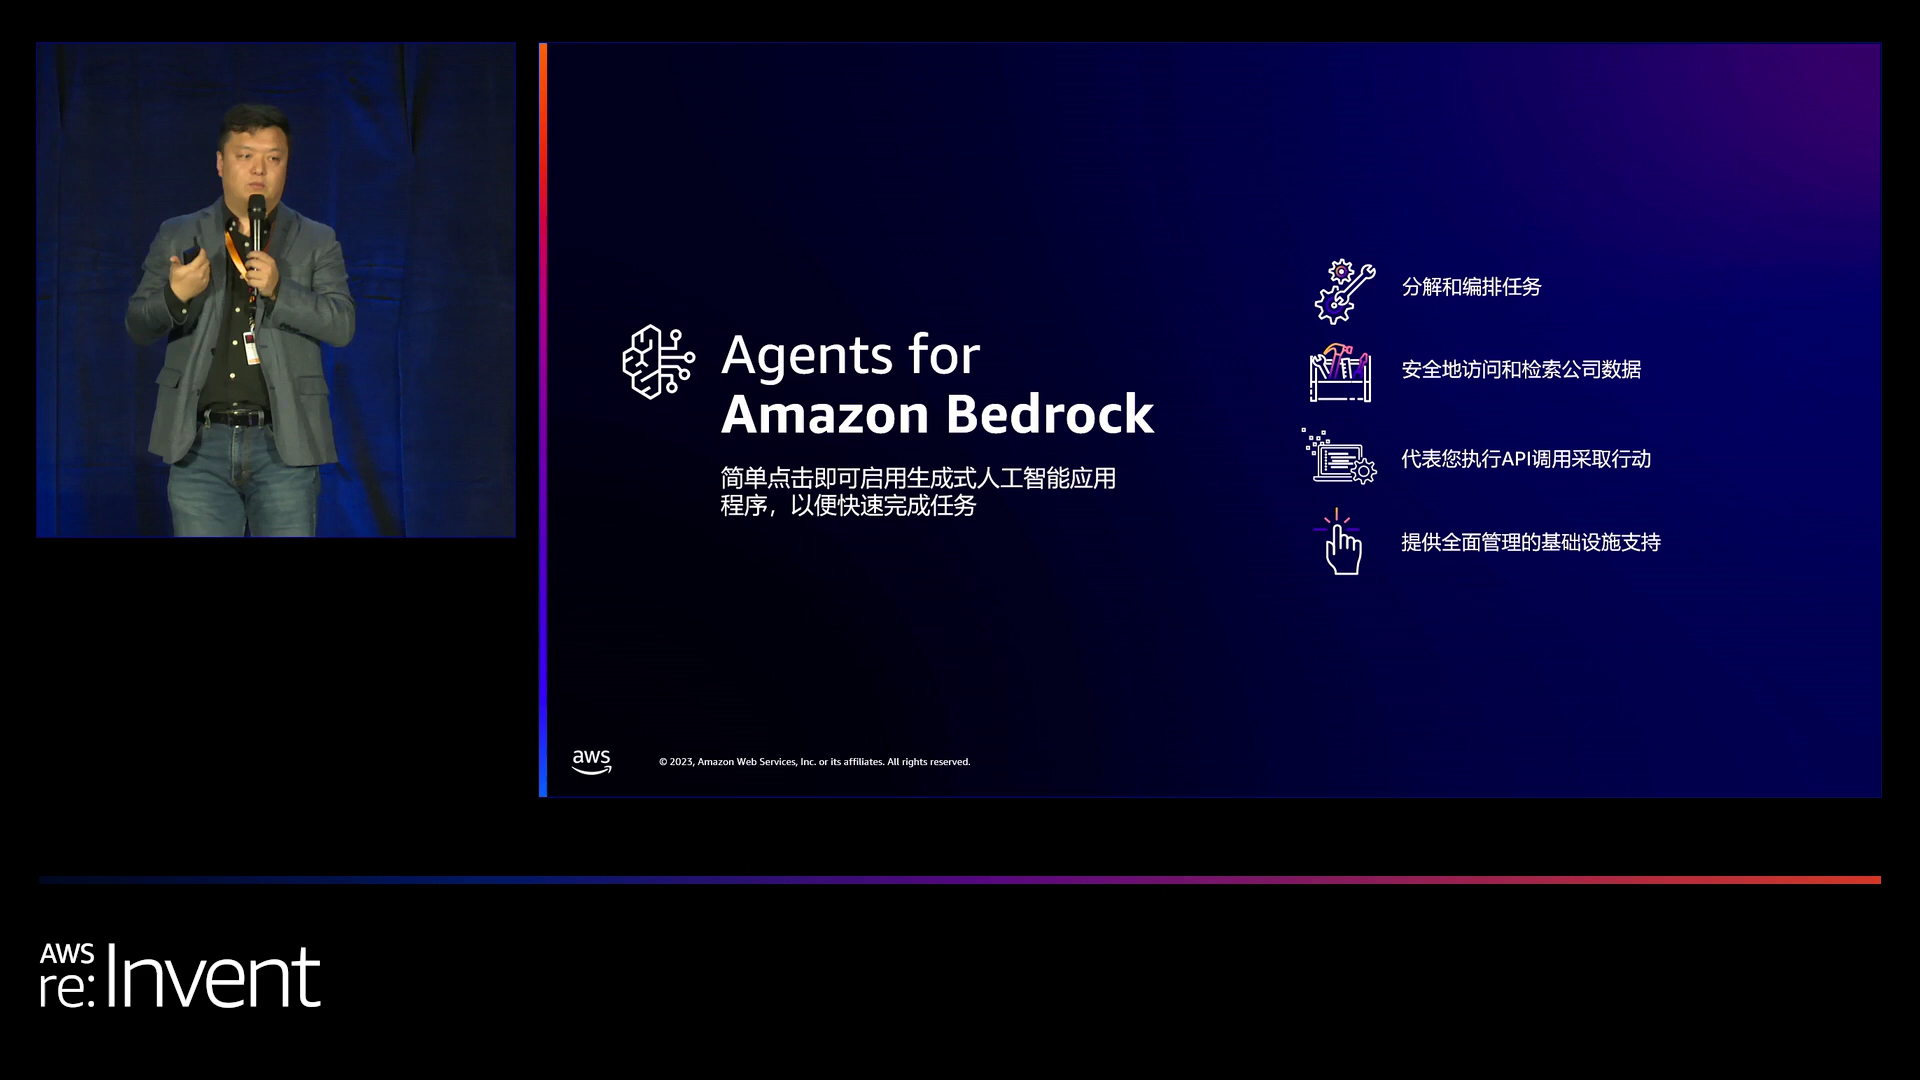 Agents for
Amazon Bedrock
简单点击即可启用生成式人工智能应用
程序，以便快速完成任务
分解和编排任务
安全地访问和检索公司数据
代表您执行API调用采取行动
提供全面管理的基础设施支持
aws
© 2023, Amazon Web Services, Inc. or its affiliates. All rights reserved.
AWS
re:Invent